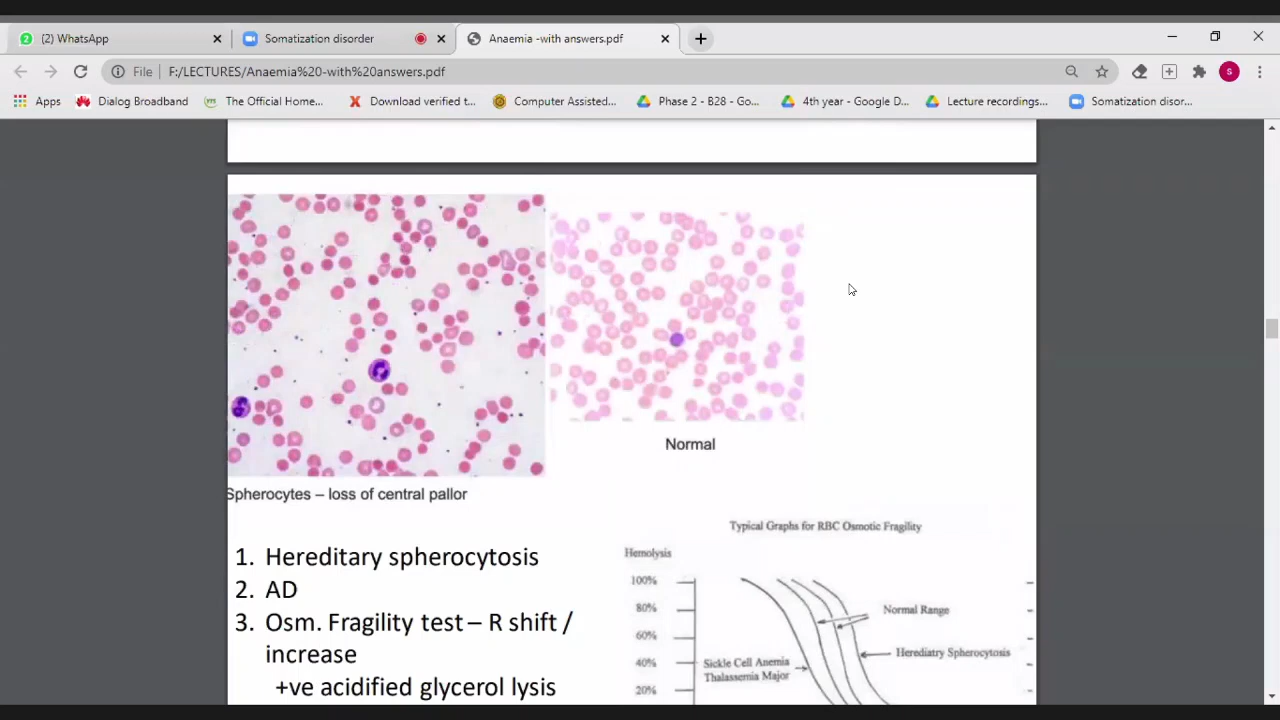 (2) WhatsApp
Somatization disorder
Anaemia -with answers.pdf
File
F:/LECTURES/Anaemia%20-with%20answers.pdf
Apps
Dialog Broadband
The Official Home...
Download verified t...
Computer Assisted...
Phase 2 - B28 - Go...
4th year - Google D...
Lecture recordings...
Somatization disor...
Normal
Spherocytes – loss of central pallor
1. Hereditary spherocytosis
2. AD
3. Osm. Fragility test – R shift /
increase
+ve acidified glycerol lysis
Typical Graphs for RBC Osmotic Fragility
Hemolysis
100%
80%
60%
40%
20%
Normal Range
Herediatry Spherocytosis
Sickle Cell Anemia
Thalassemia Major